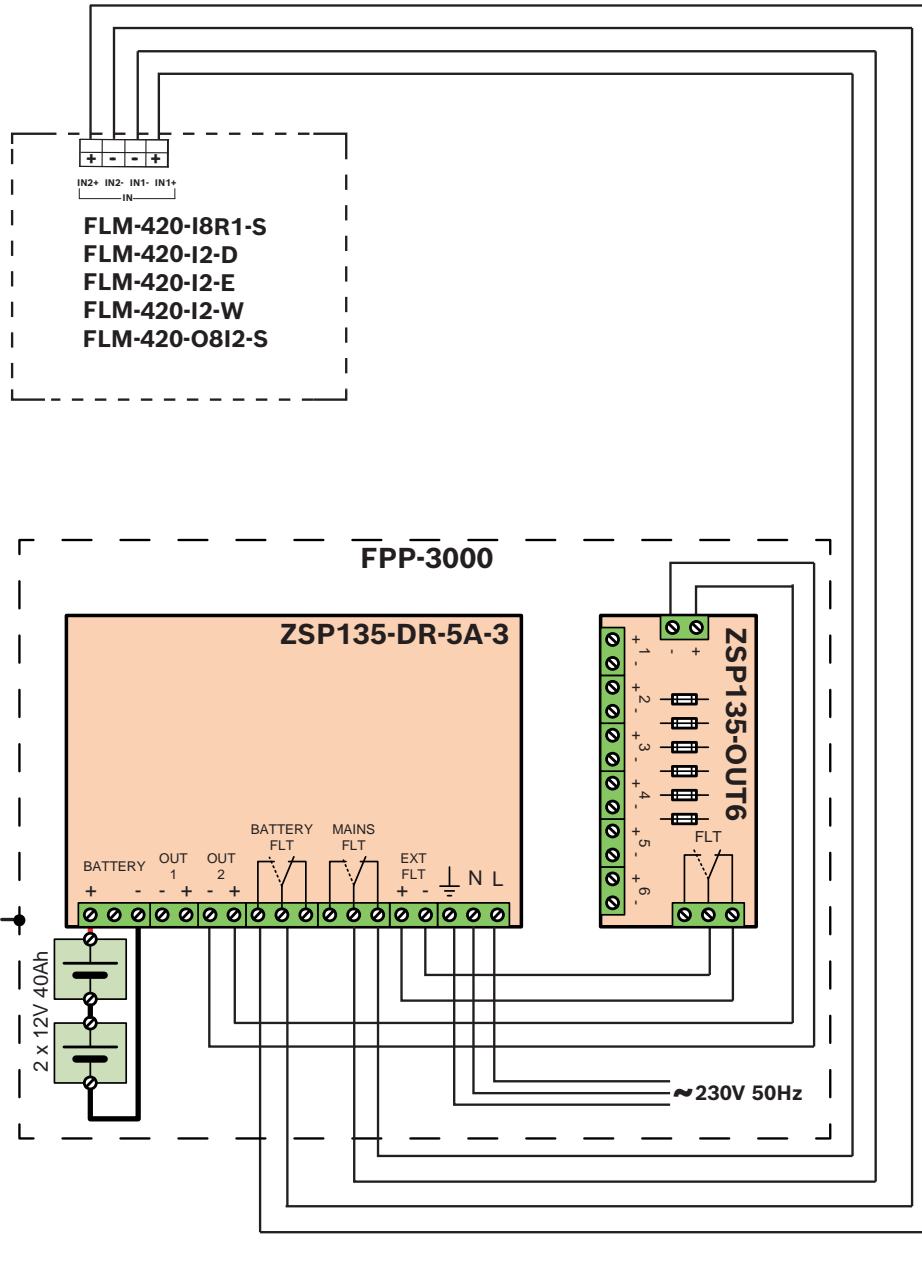 + - - +
IN2+ IN2- IN1- IN1+
IN
FLM-420-I8R1-S
FLM-420-I2-D
FLM-420-I2-E
FLM-420-I2-W
FLM-420-O8I2-S
FPP-3000
ZSP135-DR-5A-3
BATTERY
+ -
OUT
1
- +
OUT
2
- +
BATTERY
FLT
MAINS
FLT
EXT
FLT
+ -
N L
2 x 12V 40Ah
~230V 50Hz
ZSP135-OUT6
- +
+ 1 -
+ 2 -
+ 3 -
+ 4 -
+ 5 -
+ 6 -
FLT